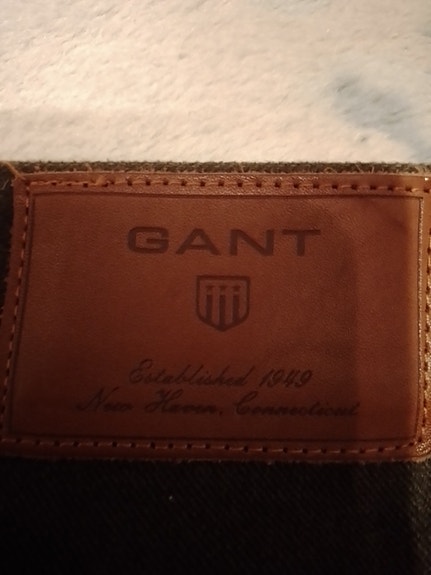 GANT
Established 1949
New Haven, Connecticut